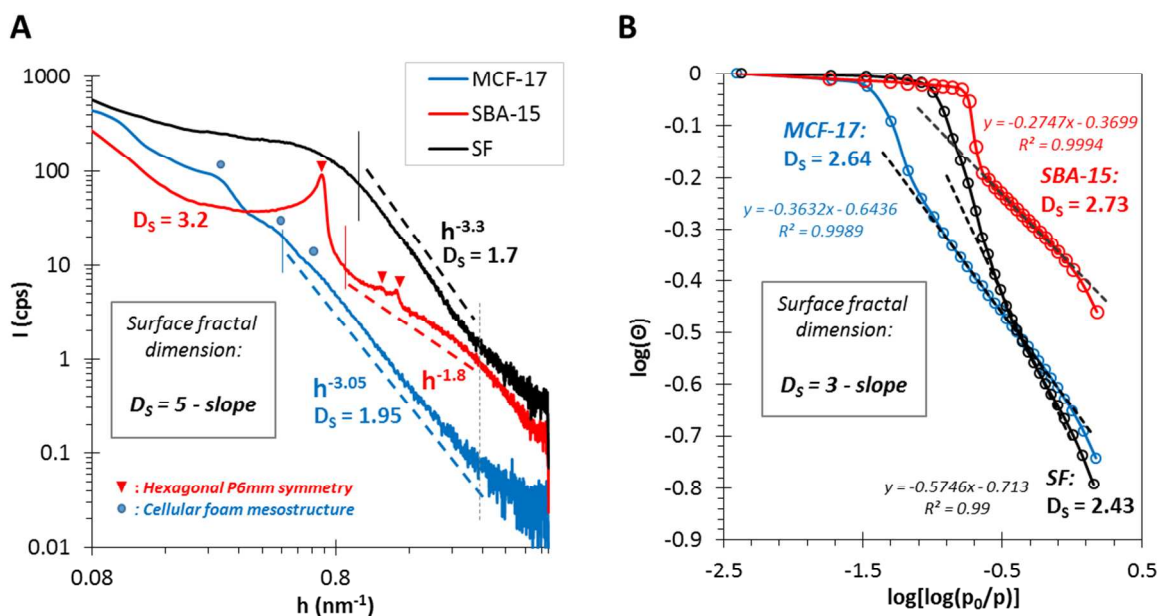 A
1000
100
10
1
0.1
0.01
I (cps)
0.08
0.8
h (nm⁻¹)
MCF-17
SBA-15
SF
D_S = 3.2
h^-3.3
D_S = 1.7
Surface fractal
dimension:
D_S = 5 - slope
h^-1.8
h^-3.05
D_S = 1.95
: Hexagonal P6mm symmetry
: Cellular foam mesostructure
B
0
-0.1
-0.2
-0.3
-0.4
-0.5
-0.6
-0.7
-0.8
-0.9
log(Θ)
-2.5
-1.5
-0.5
0.5
log[log(p₀/p)]
MCF-17:
D_S = 2.64
y = -0.3632x - 0.6436
R² = 0.9989
y = -0.2747x - 0.3699
R² = 0.9994
SBA-15:
D_S = 2.73
Surface fractal
dimension:
D_S = 3 - slope
y = -0.5746x - 0.713
R² = 0.99
SF:
D_S = 2.43